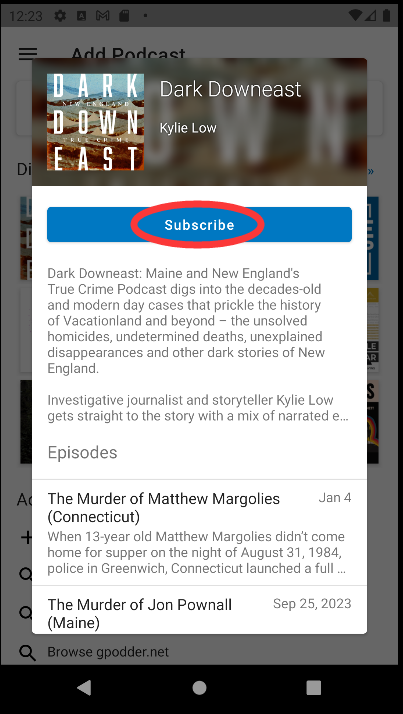 12:23
Add Podcast
DARK
NEW ENGLAND
DOWN
TRUE CRIME
EAST
Dark Downeast
Kylie Low
Di
»
Subscribe
Dark Downeast: Maine and New England's
True Crime Podcast digs into the decades-old
and modern day cases that prickle the history
of Vacationland and beyond – the unsolved
homicides, undetermined deaths, unexplained
disappearances and other dark stories of New
England.
Investigative journalist and storyteller Kylie Low
gets straight to the story with a mix of narrated e…
Episodes
Ad
The Murder of Matthew Margolies
(Connecticut)
Jan 4
When 13-year old Matthew Margolies didn't come
home for supper on the night of August 31, 1984,
police in Greenwich, Connecticut launched a full …
The Murder of Jon Pownall
(Maine)
Sep 25, 2023
Browse gpodder.net